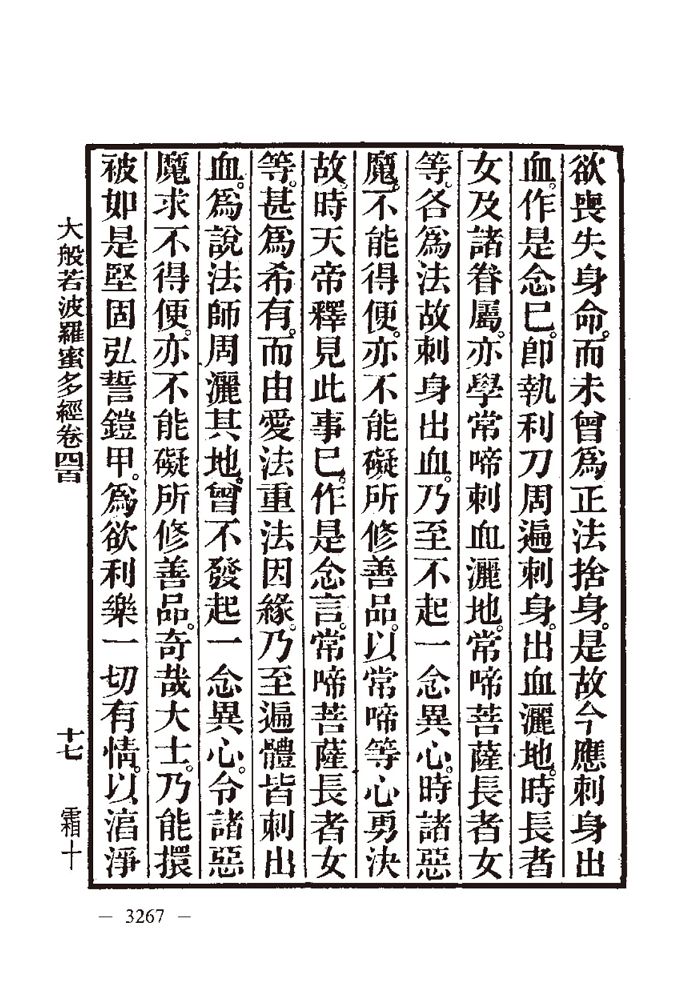 欲喪失身命。而未曾為正法捨身。是故今應刺身出
血。作是念已。即執利刀周遍刺身。出血灑地。時長者
女及諸眷屬。亦學常啼刺血灑地。常啼菩薩長者女
等。各為法故刺身出血。乃至不起一念異心。時諸惡
魔。不能得便。亦不能礙所修善品。以常啼等心勇決
故。時天帝釋見此事已。作是念言。常啼菩薩長者女
等。甚為希有。而由愛法重法因緣。乃至遍體皆刺出
血。為說法師周灑其地。曾不發起一念異心。令諸惡
魔求不得便。亦不能礙所修善品。奇哉大士。乃能擐
被如是堅固弘誓鎧甲。為欲利樂一切有情。以淳淨
大般若波羅蜜多經卷四百 十七 霜十
— 3267 —